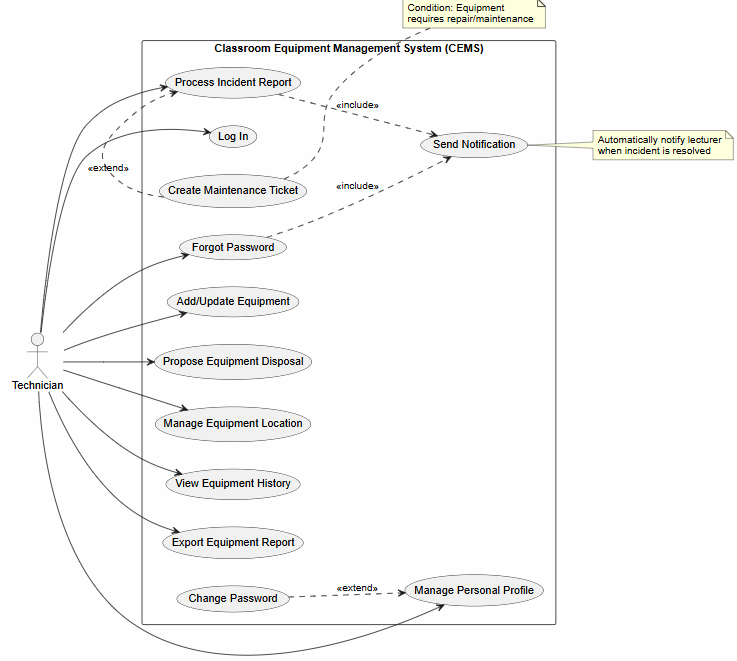 Condition: Equipment
requires repair/maintenance
Classroom Equipment Management System (CEMS)
Process Incident Report
«include»
Log In
Send Notification
Automatically notify lecturer
when incident is resolved
«extend»
Create Maintenance Ticket
«include»
Forgot Password
Add/Update Equipment
Propose Equipment Disposal
Technician
Manage Equipment Location
View Equipment History
Export Equipment Report
Change Password
«extend»
Manage Personal Profile